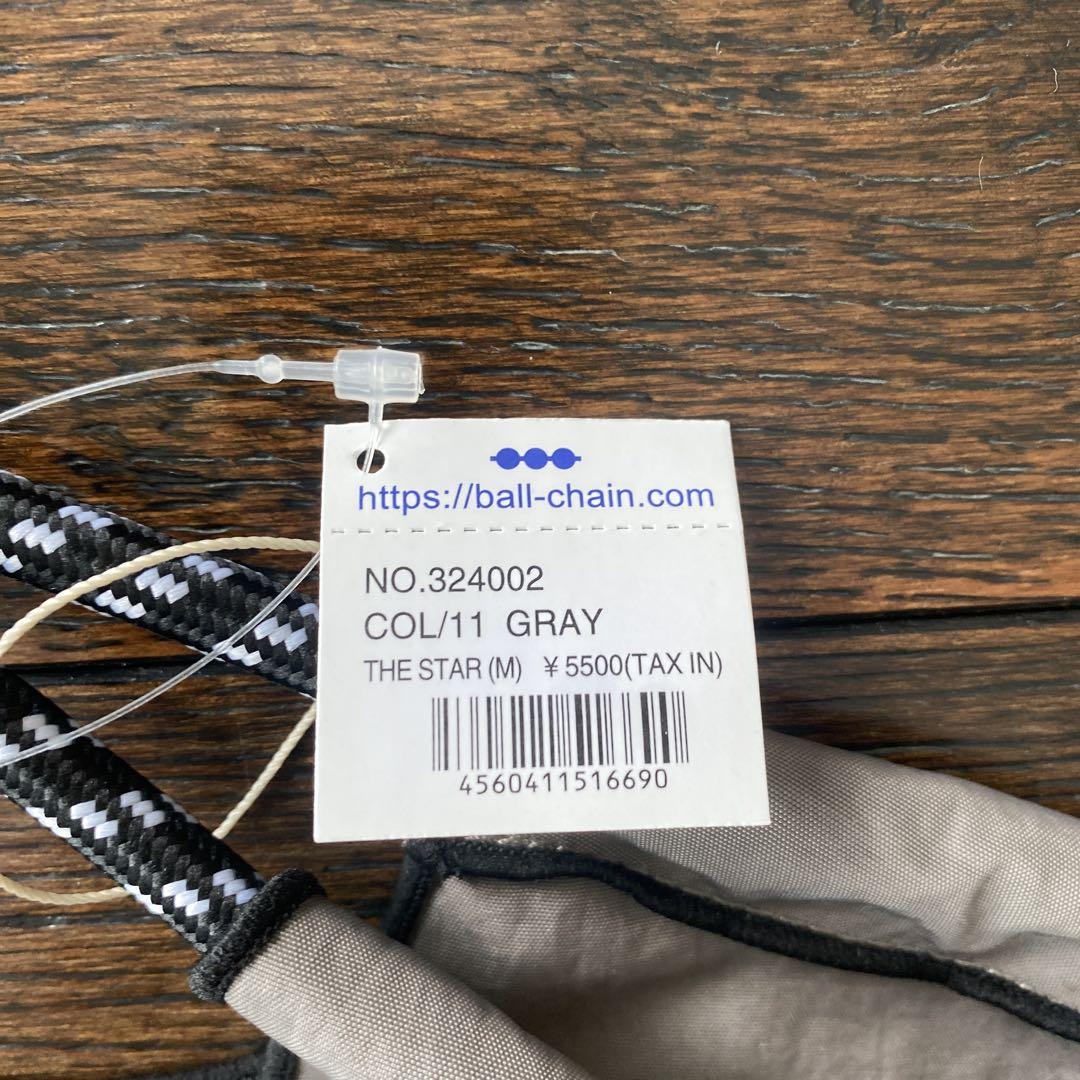 https://ball-chain.com
NO.324002
COL/11 GRAY
THE STAR (M) ¥5500(TAX IN)
4560411516690